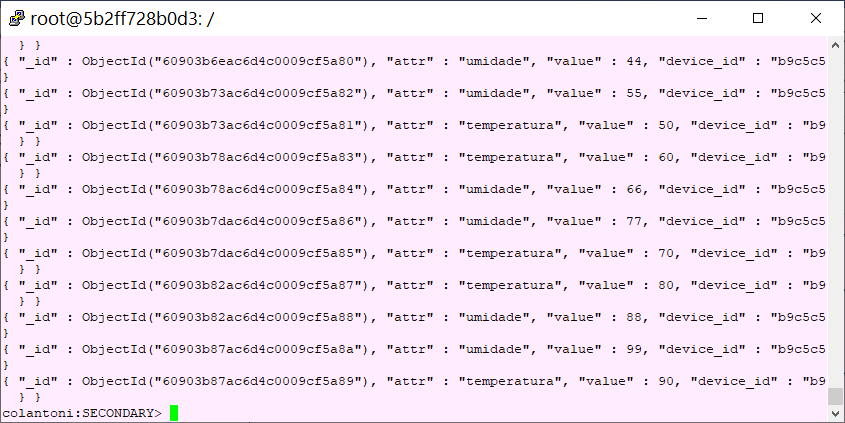 root@5b2ff728b0d3: /
} }
{ "_id" : ObjectId("60903b6eac6d4c0009cf5a80"), "attr" : "umidade", "value" : 44, "device_id" : "b9c5c5
}
{ "_id" : ObjectId("60903b73ac6d4c0009cf5a82"), "attr" : "umidade", "value" : 55, "device_id" : "b9c5c5
}
{ "_id" : ObjectId("60903b73ac6d4c0009cf5a81"), "attr" : "temperatura", "value" : 50, "device_id" : "b9
} }
{ "_id" : ObjectId("60903b78ac6d4c0009cf5a83"), "attr" : "temperatura", "value" : 60, "device_id" : "b9
} }
{ "_id" : ObjectId("60903b78ac6d4c0009cf5a84"), "attr" : "umidade", "value" : 66, "device_id" : "b9c5c5
}
{ "_id" : ObjectId("60903b7dac6d4c0009cf5a86"), "attr" : "umidade", "value" : 77, "device_id" : "b9c5c5
}
{ "_id" : ObjectId("60903b7dac6d4c0009cf5a85"), "attr" : "temperatura", "value" : 70, "device_id" : "b9
} }
{ "_id" : ObjectId("60903b82ac6d4c0009cf5a87"), "attr" : "temperatura", "value" : 80, "device_id" : "b9
} }
{ "_id" : ObjectId("60903b82ac6d4c0009cf5a88"), "attr" : "umidade", "value" : 88, "device_id" : "b9c5c5
}
{ "_id" : ObjectId("60903b87ac6d4c0009cf5a8a"), "attr" : "umidade", "value" : 99, "device_id" : "b9c5c5
}
{ "_id" : ObjectId("60903b87ac6d4c0009cf5a89"), "attr" : "temperatura", "value" : 90, "device_id" : "b9
} }
colantoni:SECONDARY>